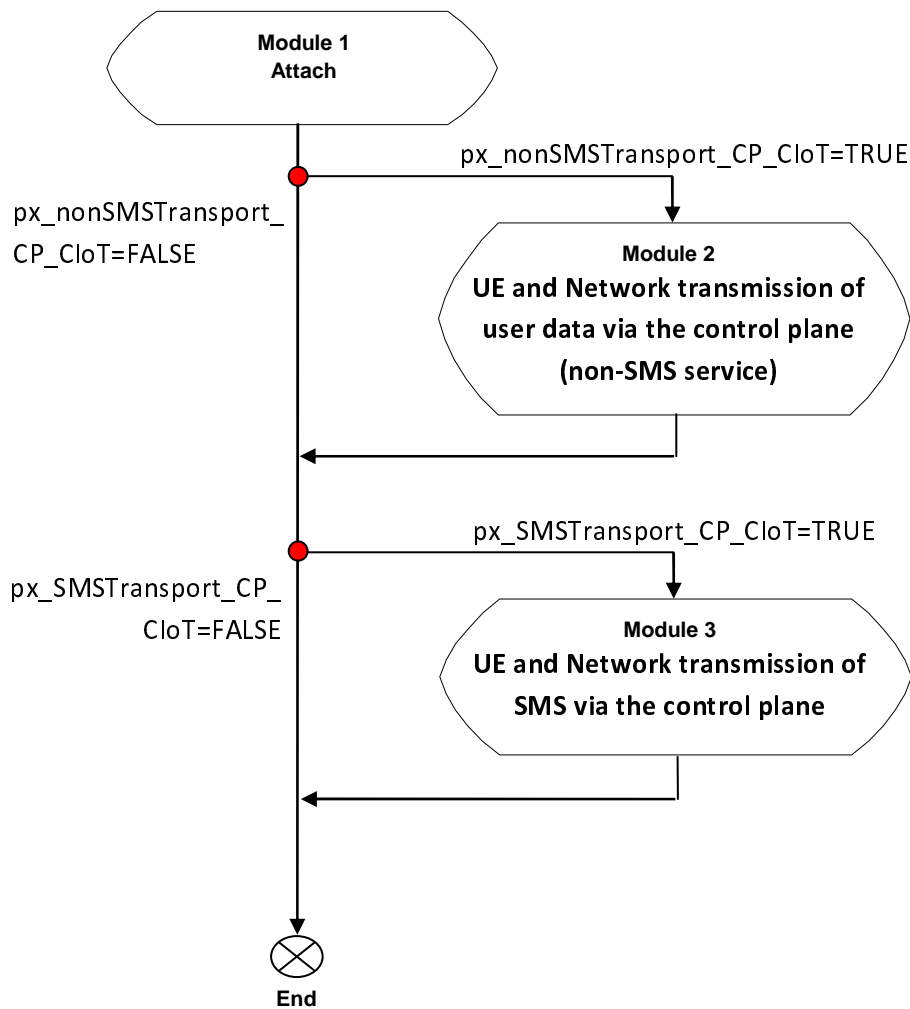 Module 1
Attach
px_nonSMSTransport_CP_CIoT=TRUE
px_nonSMSTransport_
CP_CIoT=FALSE
Module 2
UE and Network transmission of
user data via the control plane
(non-SMS service)
px_SMSTransport_CP_CIoT=TRUE
px_SMSTransport_CP_
CIoT=FALSE
Module 3
UE and Network transmission of
SMS via the control plane
End